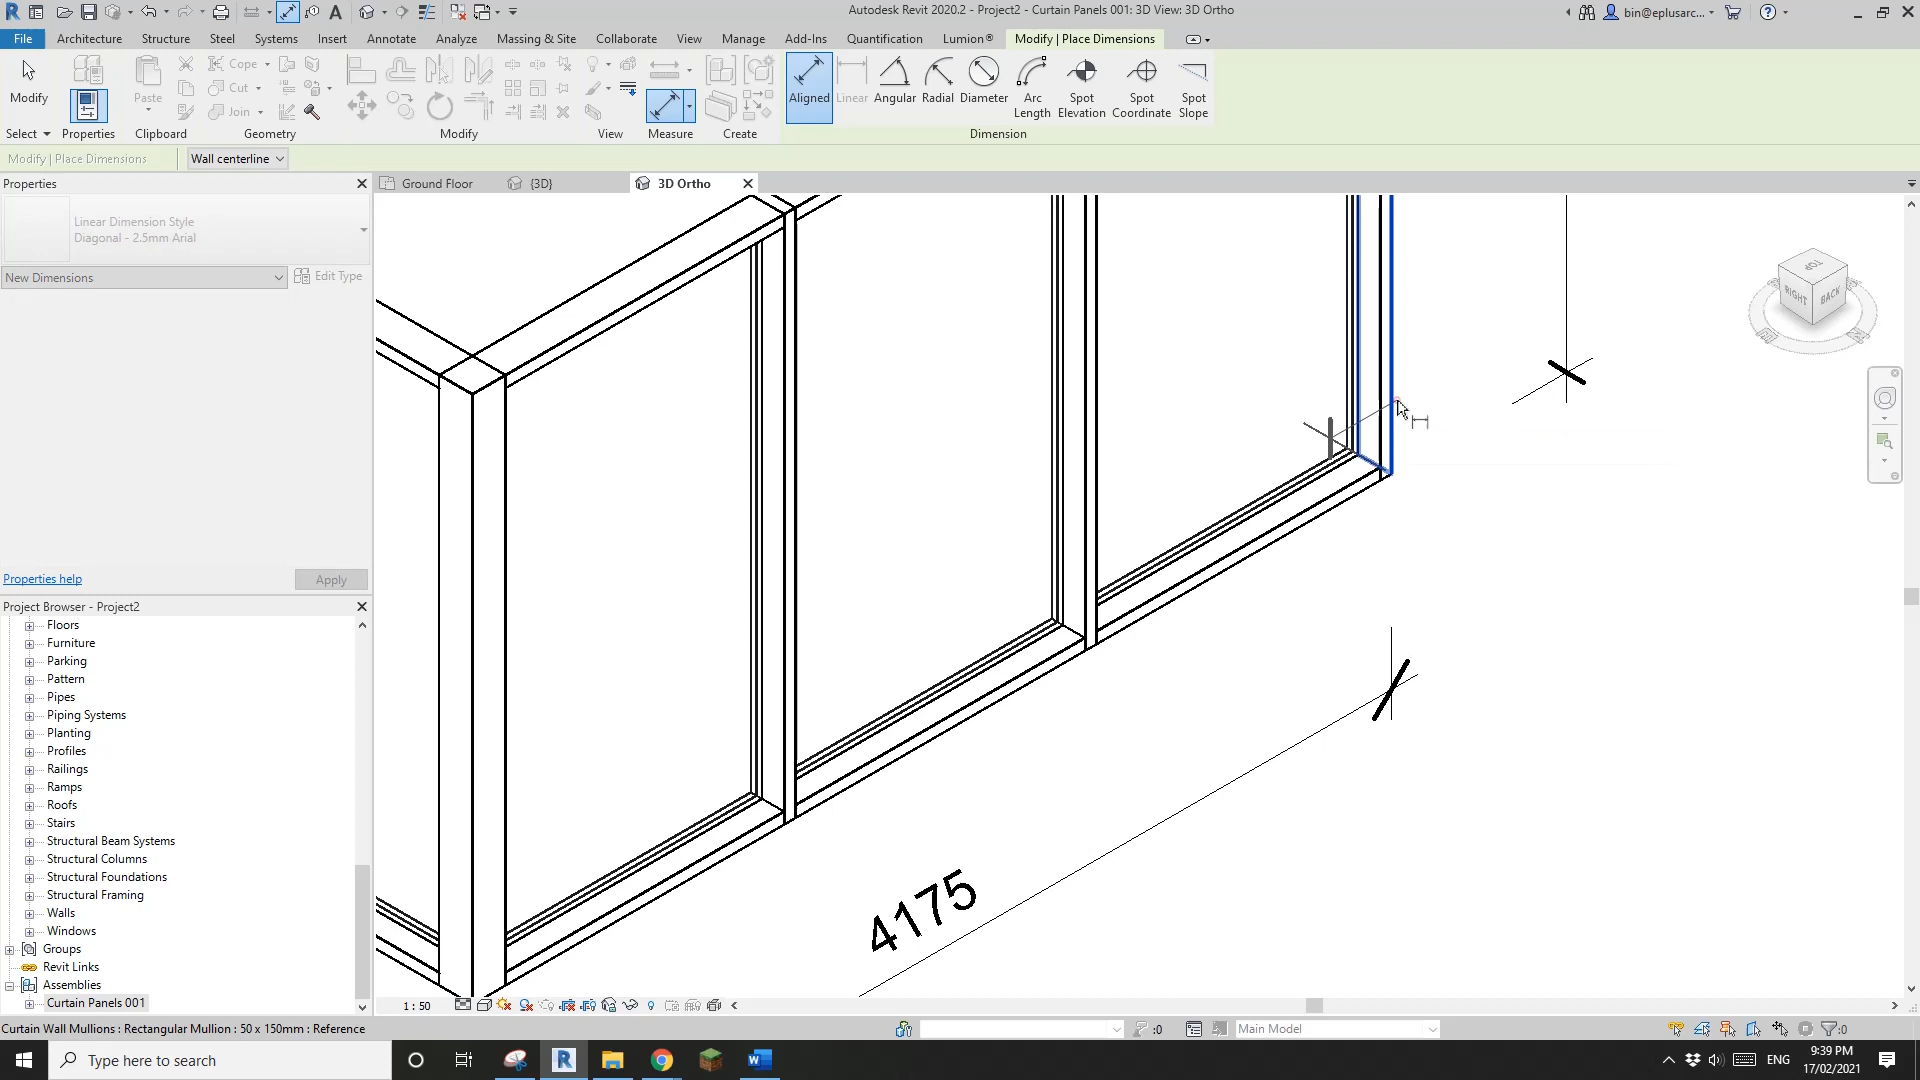 Autodesk Revit 2020.2 - Project2 - Curtain Panels 001: 3D View: 3D Ortho
bin@eplusarc...
File Architecture Structure Steel Systems Insert Annotate Analyze Massing & Site Collaborate View Manage Add-Ins Quantification Lumion® Modify | Place Dimensions
Modify Paste Cope Cut Join Aligned Linear Angular Radial Diameter Arc Length Spot Elevation Spot Coordinate Spot Slope
Select Properties Clipboard Geometry Modify View Measure Create Dimension
Modify | Place Dimensions Wall centerline
Properties
Ground Floor {3D} 3D Ortho
Linear Dimension Style
Diagonal - 2.5mm Arial
New Dimensions Edit Type
TOP
RIGHT BACK
Properties help Apply
Project Browser - Project2
Floors
Furniture
Parking
Pattern
Pipes
Piping Systems
Planting
Profiles
Railings
Ramps
Roofs
Stairs
Structural Beam Systems
Structural Columns
Structural Foundations
Structural Framing
Walls
Windows
Groups
Revit Links
Assemblies
Curtain Panels 001
4175
1 : 50
Curtain Wall Mullions : Rectangular Mullion : 50 x 150mm : Reference
:0 Main Model :0
Type here to search
ENG
9:39 PM
17/02/2021